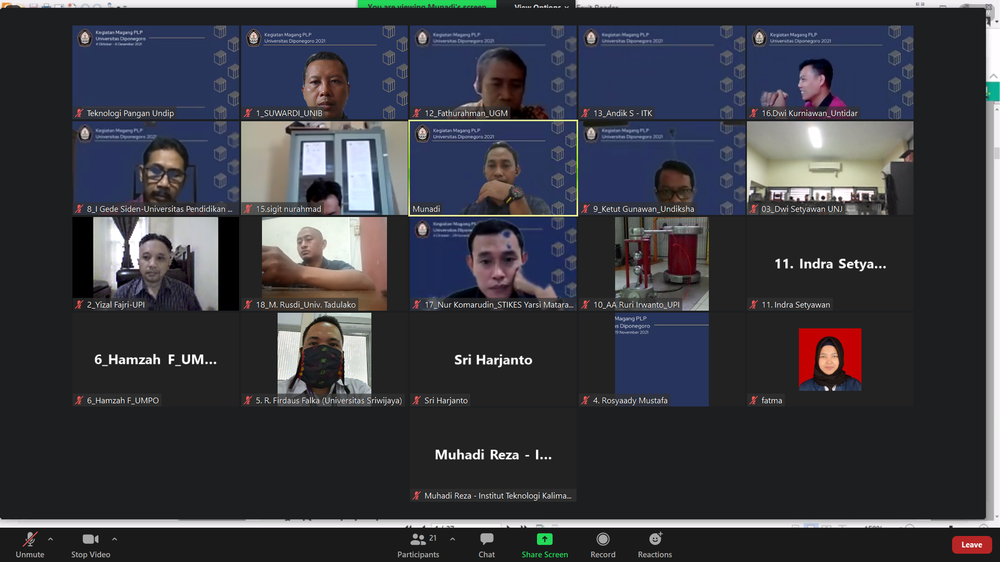 You are viewing Munadi's screen
View Options
Foxit Reader
Kegiatan Magang PLP
Universitas Diponegoro
4 Oktober - 6 Desember 2021
Teknologi Pangan Undip
Kegiatan Magang PLP
Universitas Diponegoro 2021
1_SUWARDI_UNIB
Kegiatan Magang PLP
Universitas Diponegoro 2021
12_Fathurahman_UGM
Kegiatan Magang PLP
Universitas Diponegoro 2021
13_Andik S - ITK
Kegiatan Magang PLP
Universitas Diponegoro 2021
16.Dwi Kurniawan_Untidar
Kegiatan Magang PLP
Universitas Diponegoro 2021
8_I Gede Siden-Universitas Pendidikan ...
15.sigit nurahmad
Kegiatan Magang PLP
Universitas Diponegoro 2021
Munadi
Kegiatan Magang PLP
Universitas Diponegoro 2021
9_Ketut Gunawan_Undiksha
03_Dwi Setyawan UNJ
2_Yizal Fajri-UPI
18_M. Rusdi_Univ. Tadulako
Kegiatan Magang PLP
17_Nur Komarudin_STIKES Yarsi Matara...
10_AA Ruri Irwanto_UPI
11. Indra Setya...
11. Indra Setyawan
6_Hamzah F_UM...
6_Hamzah F_UMPO
5. R. Firdaus Falka (Universitas Sriwijaya)
Sri Harjanto
Sri Harjanto
Magang PLP
as Diponegoro
29 November 2021
4. Rosyaady Mustafa
fatma
Muhadi Reza - I...
Muhadi Reza - Institut Teknologi Kalima...
Unmute
Stop Video
21
Participants
Chat
Share Screen
Record
Reactions
Leave